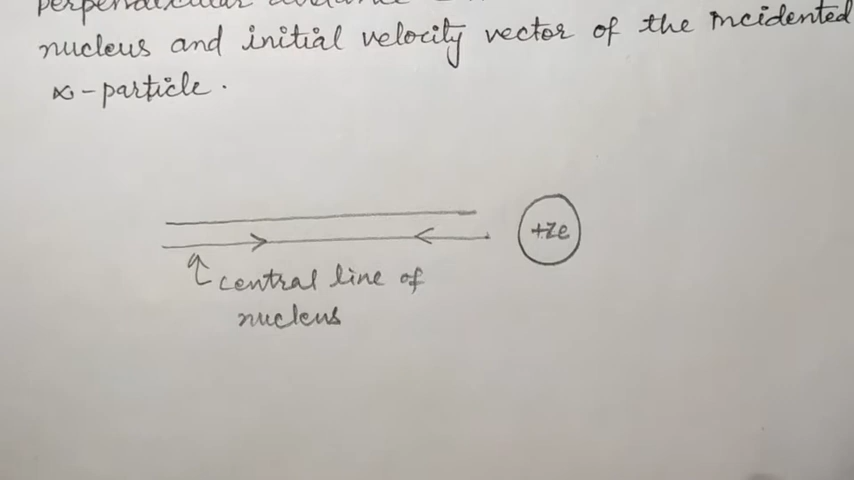 nucleus and initial velocity vector of the incidented
α-particle.
+Ze
central line of
nucleus